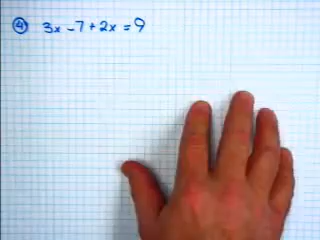 ④ 3x - 7 + 2x = 9